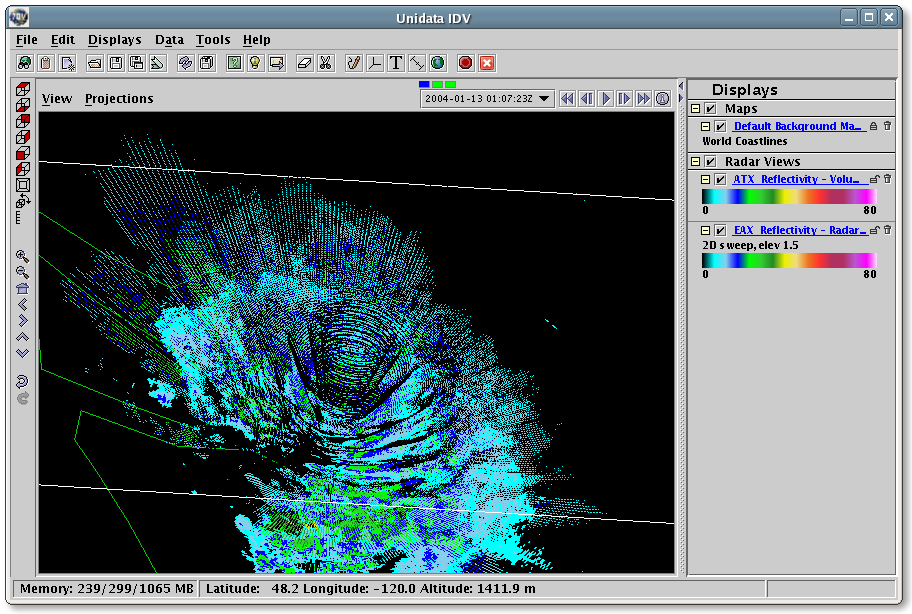 Unidata IDV
File Edit Displays Data Tools Help
View Projections
2004-01-13 01:07:23Z
Displays
Maps
Default Background Ma...
World Coastlines
Radar Views
ATX Reflectivity - Volu...
0 80
EAX Reflectivity - Radar...
2D sweep, elev 1.5
0 80
Memory: 239/299/1065 MB Latitude: 48.2 Longitude: -120.0 Altitude: 1411.9 m